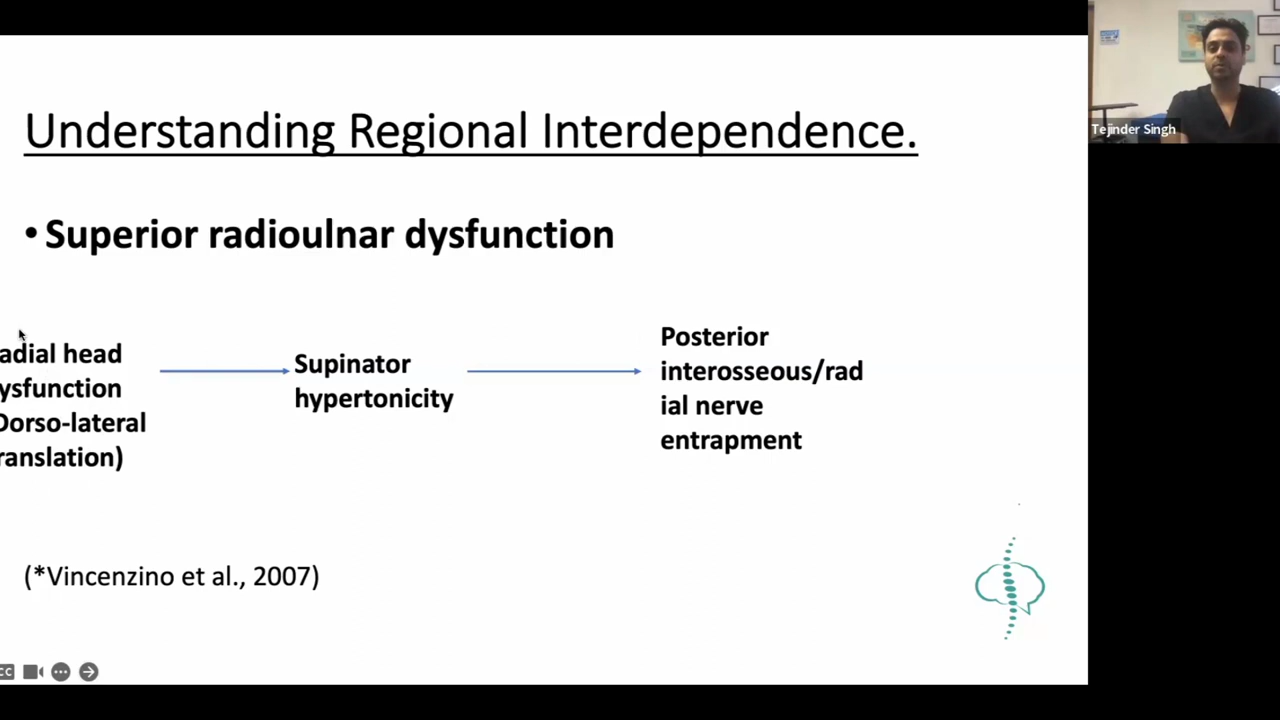 Understanding Regional Interdependence.
• Superior radioulnar dysfunction
adial head
ysfunction
Dorso-lateral
ranslation)
Supinator
hypertonicity
Posterior
interosseous/rad
ial nerve
entrapment
(*Vincenzino et al., 2007)
Tejinder Singh
CC